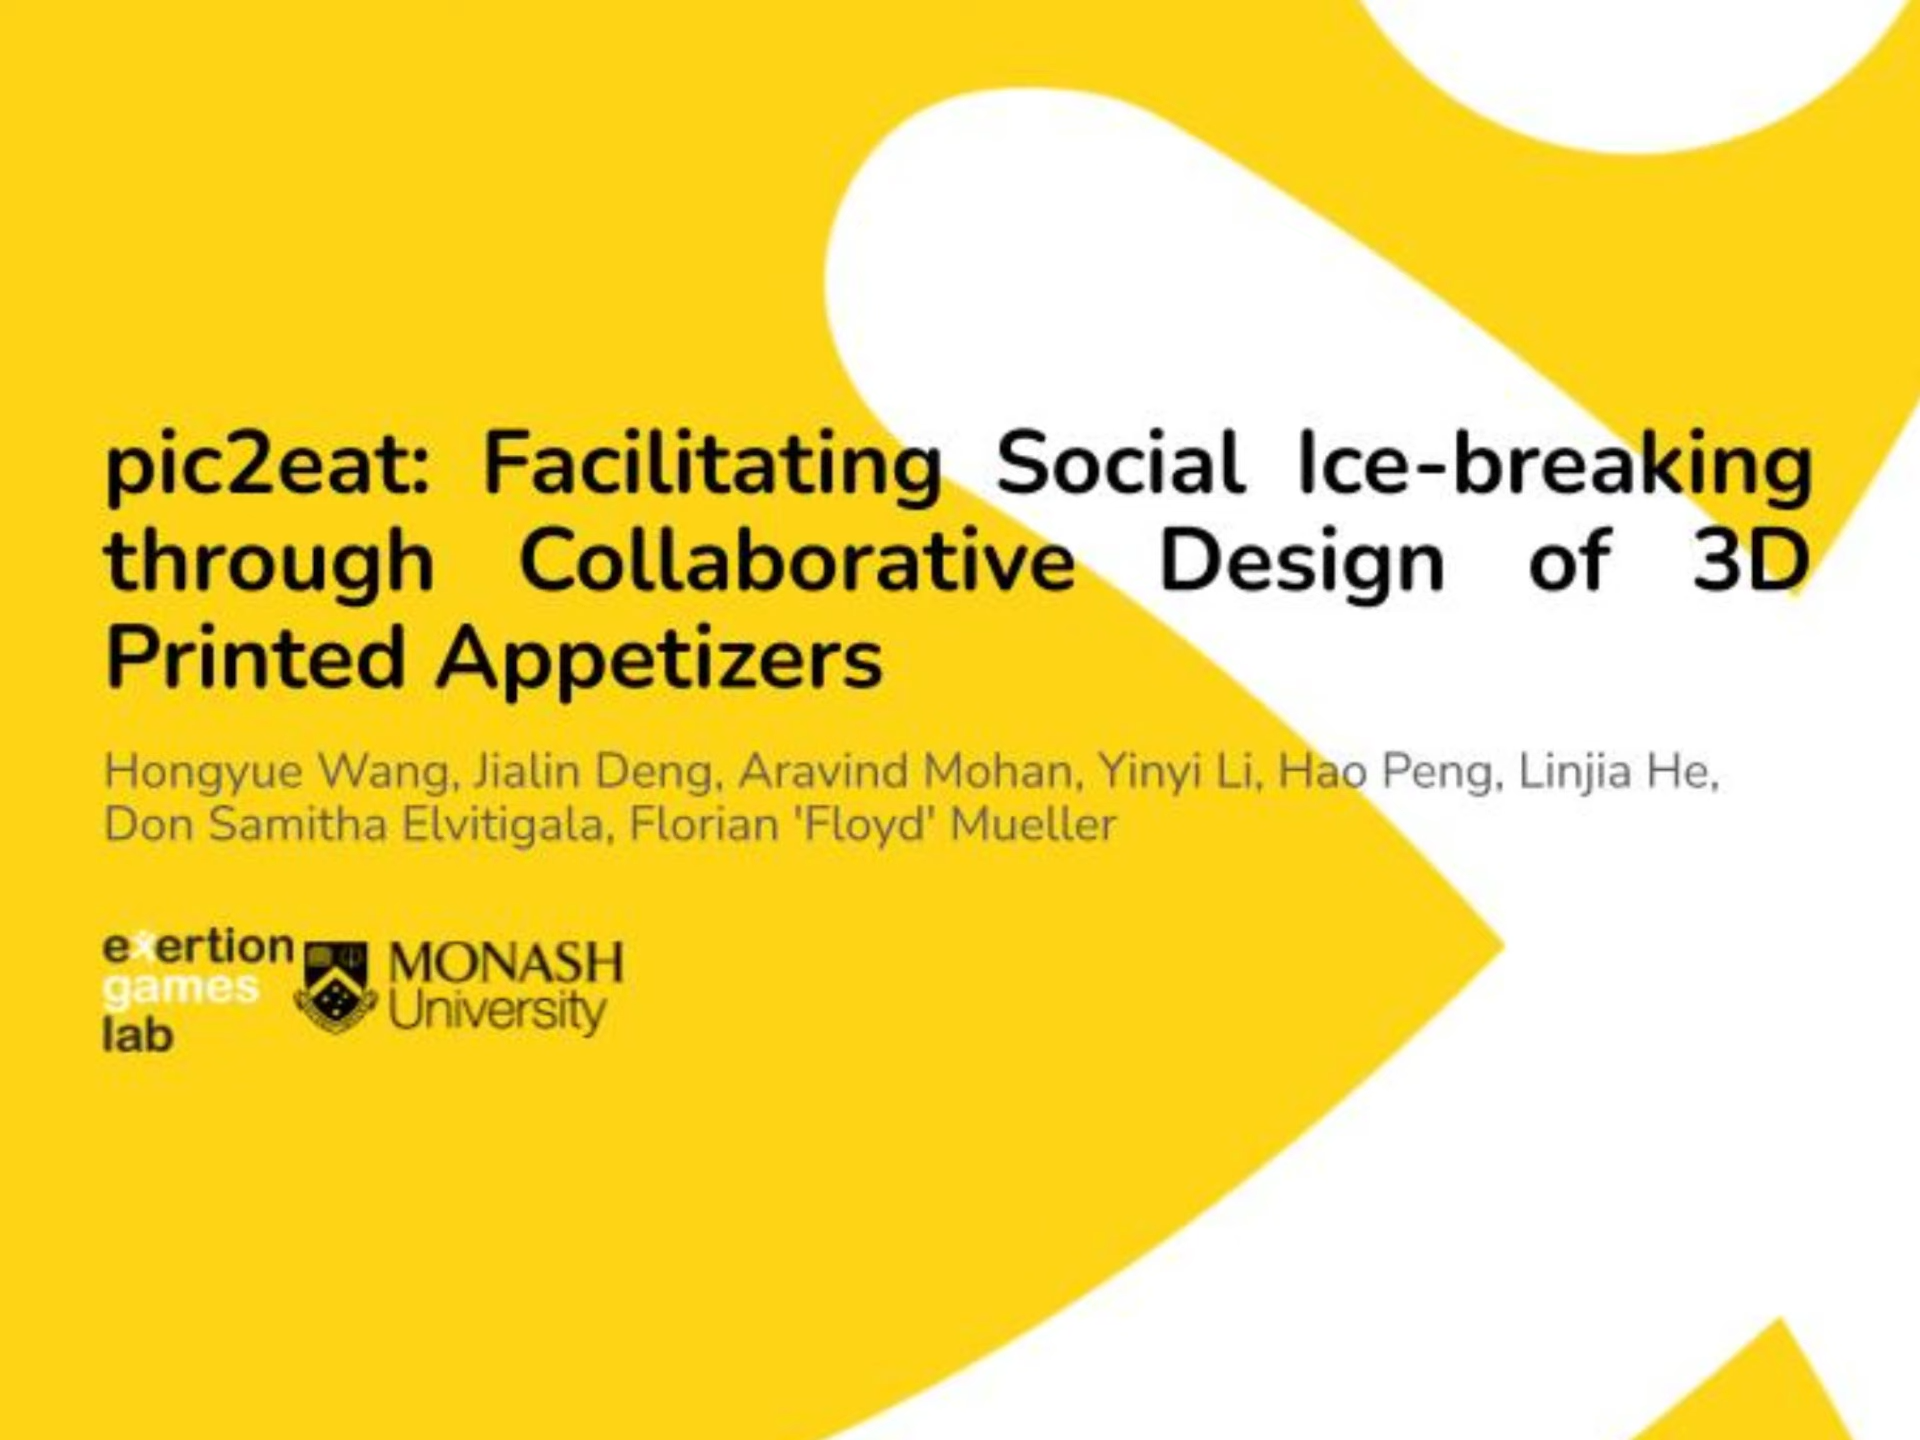 pic2eat: Facilitating Social Ice-breaking
through Collaborative Design of 3D
Printed Appetizers
Hongyue Wang, Jialin Deng, Aravind Mohan, Yinyi Li, Hao Peng, Linjia He,
Don Samitha Elvitigala, Florian 'Floyd' Mueller
exertion
games
lab
MONASH
University